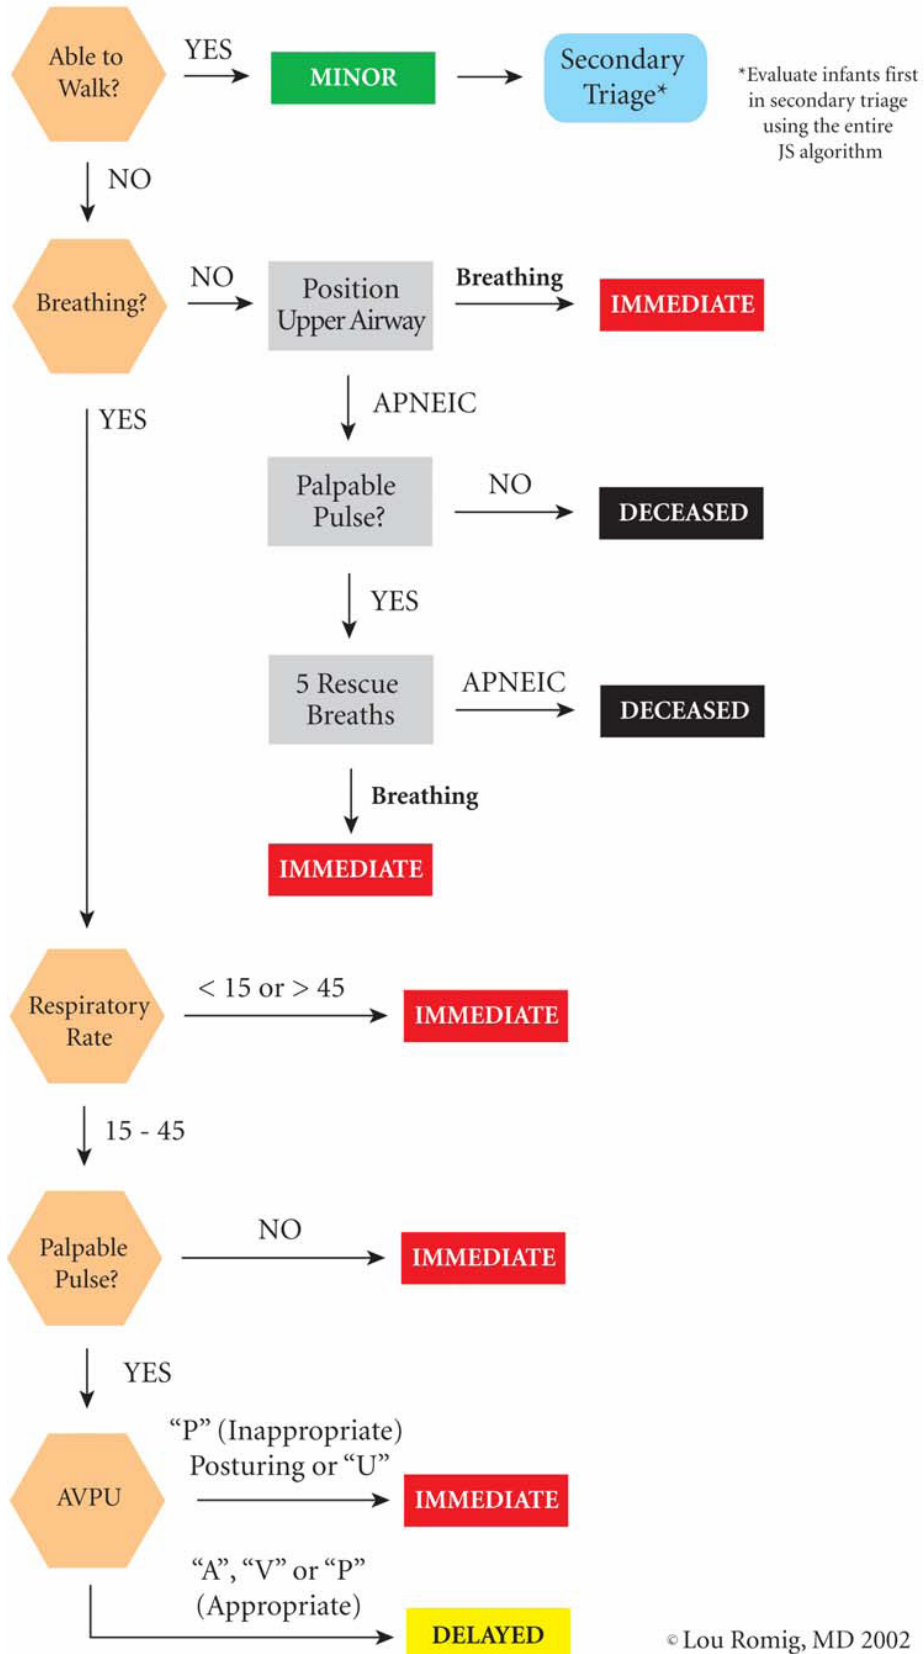 Able to
Walk?
YES
MINOR
Secondary
Triage*
*Evaluate infants first
in secondary triage
using the entire
JS algorithm
NO
Breathing?
NO
Position
Upper Airway
Breathing
IMMEDIATE
YES
APNEIC
Palpable
Pulse?
NO
DECEASED
YES
5 Rescue
Breaths
APNEIC
DECEASED
Breathing
IMMEDIATE
Respiratory
Rate
< 15 or > 45
IMMEDIATE
15 - 45
Palpable
Pulse?
NO
IMMEDIATE
YES
AVPU
“P” (Inappropriate)
Posturing or “U”
IMMEDIATE
“A”, “V” or “P”
(Appropriate)
DELAYED
© Lou Romig, MD 2002